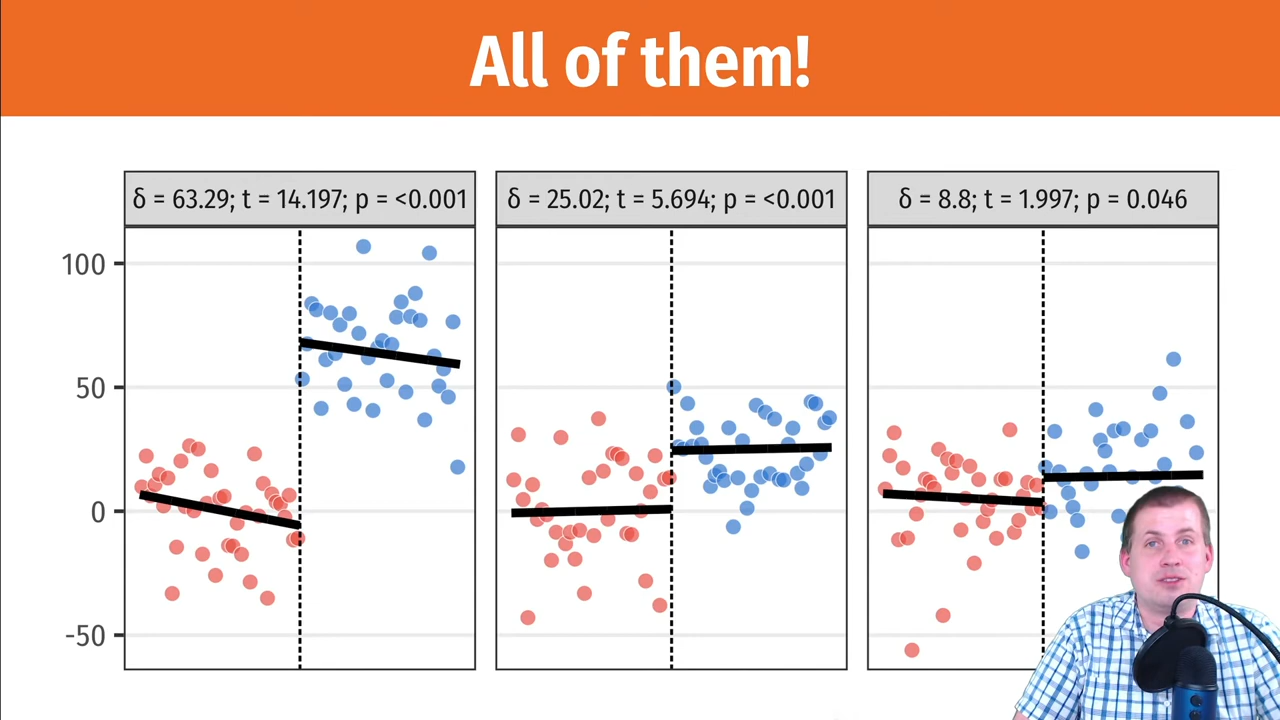 All of them!
δ = 63.29; t = 14.197; p = <0.001
δ = 25.02; t = 5.694; p = <0.001
δ = 8.8; t = 1.997; p = 0.046
100
50
0
-50